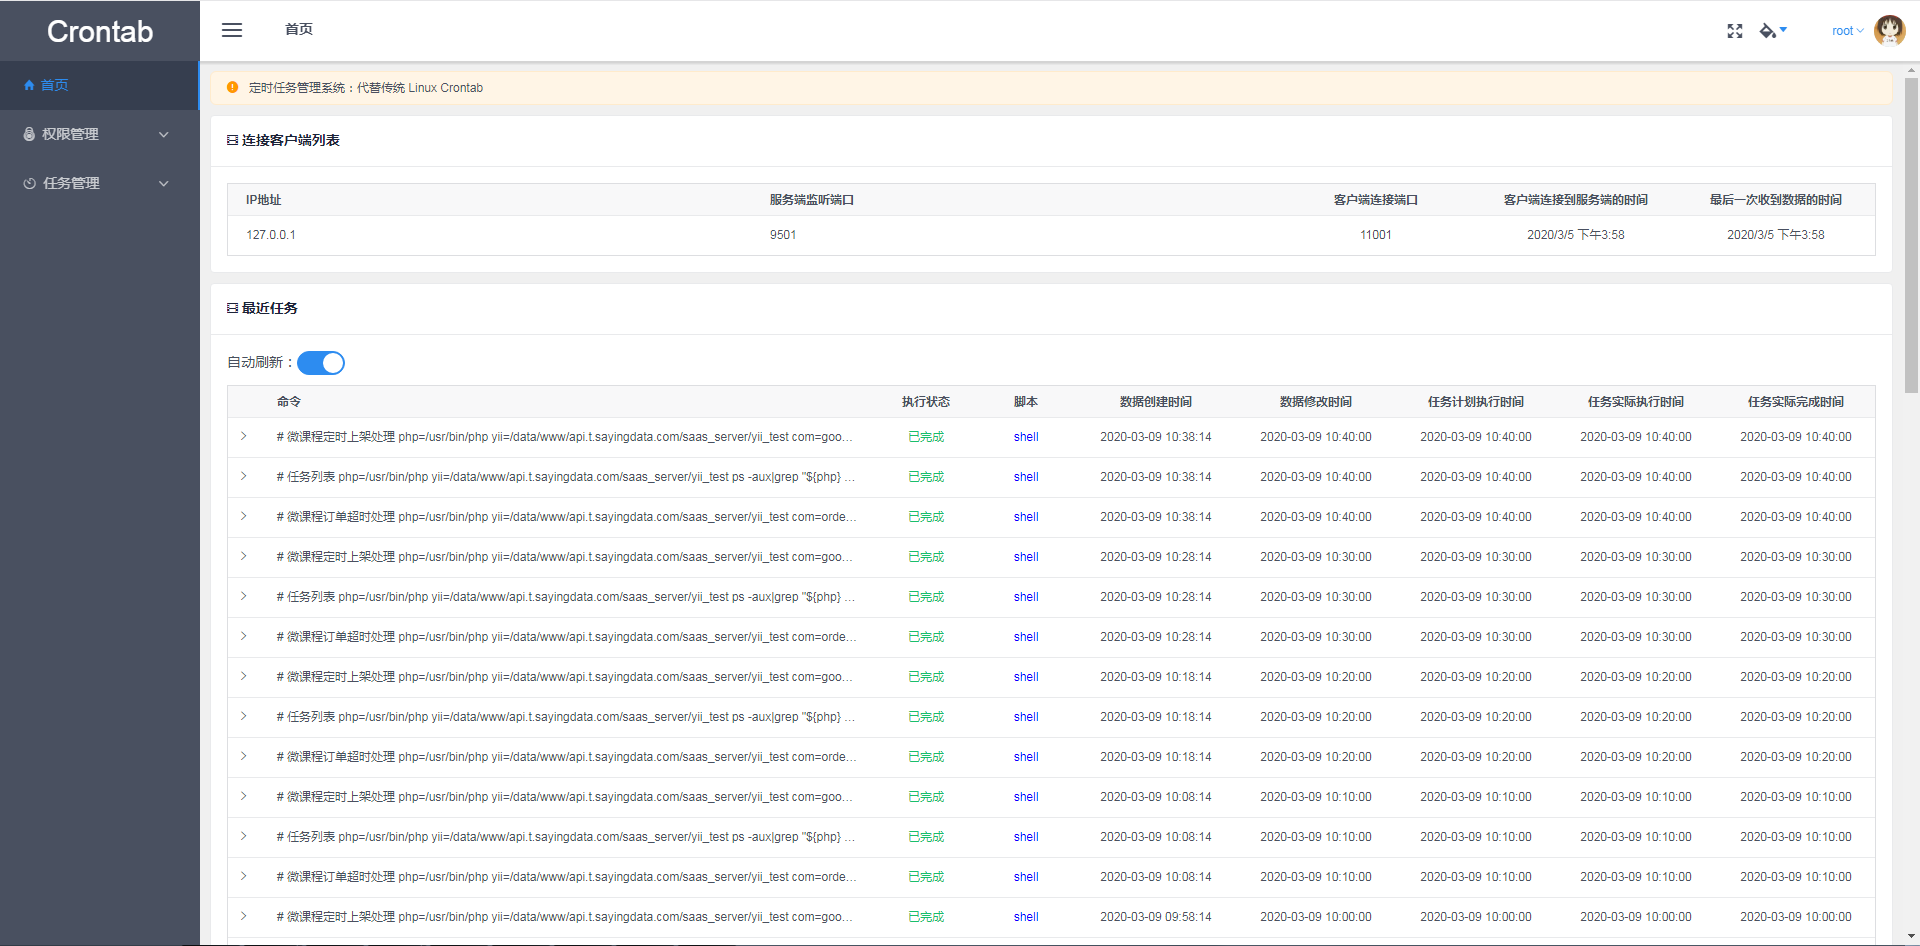 Crontab
首页
root
首页
权限管理
任务管理
定时任务管理系统：代替传统 Linux Crontab
连接客户端列表
IP地址 服务端监听端口 客户端连接端口 客户端连接到服务端的时间 最后一次收到数据的时间
127.0.0.1 9501 11001 2020/3/5 下午3:58 2020/3/5 下午3:58
最近任务
自动刷新：
命令 执行状态 脚本 数据创建时间 数据修改时间 任务计划执行时间 任务实际执行时间 任务实际完成时间
# 微课程定时上架处理 php=/usr/bin/php yii=/data/www/api.t.sayingdata.com/saas_server/yii_test com=goo... 已完成 shell 2020-03-09 10:38:14 2020-03-09 10:40:00 2020-03-09 10:40:00 2020-03-09 10:40:00 2020-03-09 10:40:00
# 任务列表 php=/usr/bin/php yii=/data/www/api.t.sayingdata.com/saas_server/yii_test ps -aux|grep "${php} ... 已完成 shell 2020-03-09 10:38:14 2020-03-09 10:40:00 2020-03-09 10:40:00 2020-03-09 10:40:00 2020-03-09 10:40:00
# 微课程订单超时处理 php=/usr/bin/php yii=/data/www/api.t.sayingdata.com/saas_server/yii_test com=orde... 已完成 shell 2020-03-09 10:38:14 2020-03-09 10:40:00 2020-03-09 10:40:00 2020-03-09 10:40:00 2020-03-09 10:40:00
# 微课程定时上架处理 php=/usr/bin/php yii=/data/www/api.t.sayingdata.com/saas_server/yii_test com=goo... 已完成 shell 2020-03-09 10:28:14 2020-03-09 10:30:00 2020-03-09 10:30:00 2020-03-09 10:30:00 2020-03-09 10:30:00
# 任务列表 php=/usr/bin/php yii=/data/www/api.t.sayingdata.com/saas_server/yii_test ps -aux|grep "${php} ... 已完成 shell 2020-03-09 10:28:14 2020-03-09 10:30:00 2020-03-09 10:30:00 2020-03-09 10:30:00 2020-03-09 10:30:00
# 微课程订单超时处理 php=/usr/bin/php yii=/data/www/api.t.sayingdata.com/saas_server/yii_test com=orde... 已完成 shell 2020-03-09 10:28:14 2020-03-09 10:30:00 2020-03-09 10:30:00 2020-03-09 10:30:00 2020-03-09 10:30:00
# 微课程定时上架处理 php=/usr/bin/php yii=/data/www/api.t.sayingdata.com/saas_server/yii_test com=goo... 已完成 shell 2020-03-09 10:18:14 2020-03-09 10:20:00 2020-03-09 10:20:00 2020-03-09 10:20:00 2020-03-09 10:20:00
# 任务列表 php=/usr/bin/php yii=/data/www/api.t.sayingdata.com/saas_server/yii_test ps -aux|grep "${php} ... 已完成 shell 2020-03-09 10:18:14 2020-03-09 10:20:00 2020-03-09 10:20:00 2020-03-09 10:20:00 2020-03-09 10:20:00
# 微课程订单超时处理 php=/usr/bin/php yii=/data/www/api.t.sayingdata.com/saas_server/yii_test com=orde... 已完成 shell 2020-03-09 10:18:14 2020-03-09 10:20:00 2020-03-09 10:20:00 2020-03-09 10:20:00 2020-03-09 10:20:00
# 微课程定时上架处理 php=/usr/bin/php yii=/data/www/api.t.sayingdata.com/saas_server/yii_test com=goo... 已完成 shell 2020-03-09 10:08:14 2020-03-09 10:10:00 2020-03-09 10:10:00 2020-03-09 10:10:00 2020-03-09 10:10:00
# 任务列表 php=/usr/bin/php yii=/data/www/api.t.sayingdata.com/saas_server/yii_test ps -aux|grep "${php} ... 已完成 shell 2020-03-09 10:08:14 2020-03-09 10:10:00 2020-03-09 10:10:00 2020-03-09 10:10:00 2020-03-09 10:10:00
# 微课程订单超时处理 php=/usr/bin/php yii=/data/www/api.t.sayingdata.com/saas_server/yii_test com=orde... 已完成 shell 2020-03-09 10:08:14 2020-03-09 10:10:00 2020-03-09 10:10:00 2020-03-09 10:10:00 2020-03-09 10:10:00
# 微课程定时上架处理 php=/usr/bin/php yii=/data/www/api.t.sayingdata.com/saas_server/yii_test com=goo... 已完成 shell 2020-03-09 09:58:14 2020-03-09 10:00:00 2020-03-09 10:00:00 2020-03-09 10:00:00 2020-03-09 10:00:00